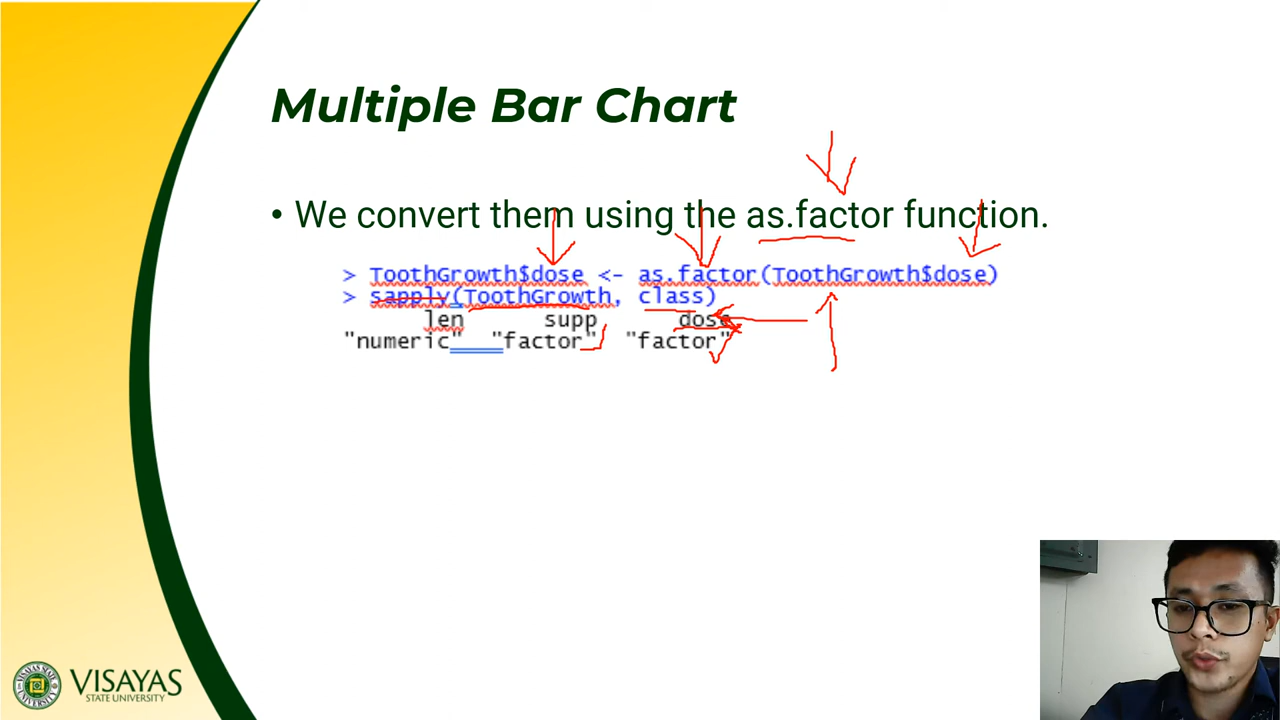 Multiple Bar Chart
• We convert them using the as.factor function.
> ToothGrowth$dose <- as.factor(ToothGrowth$dose)
> sapply(ToothGrowth, class)
len supp dose
"numeric" "factor" "factor"
VISAYAS
STATE UNIVERSITY